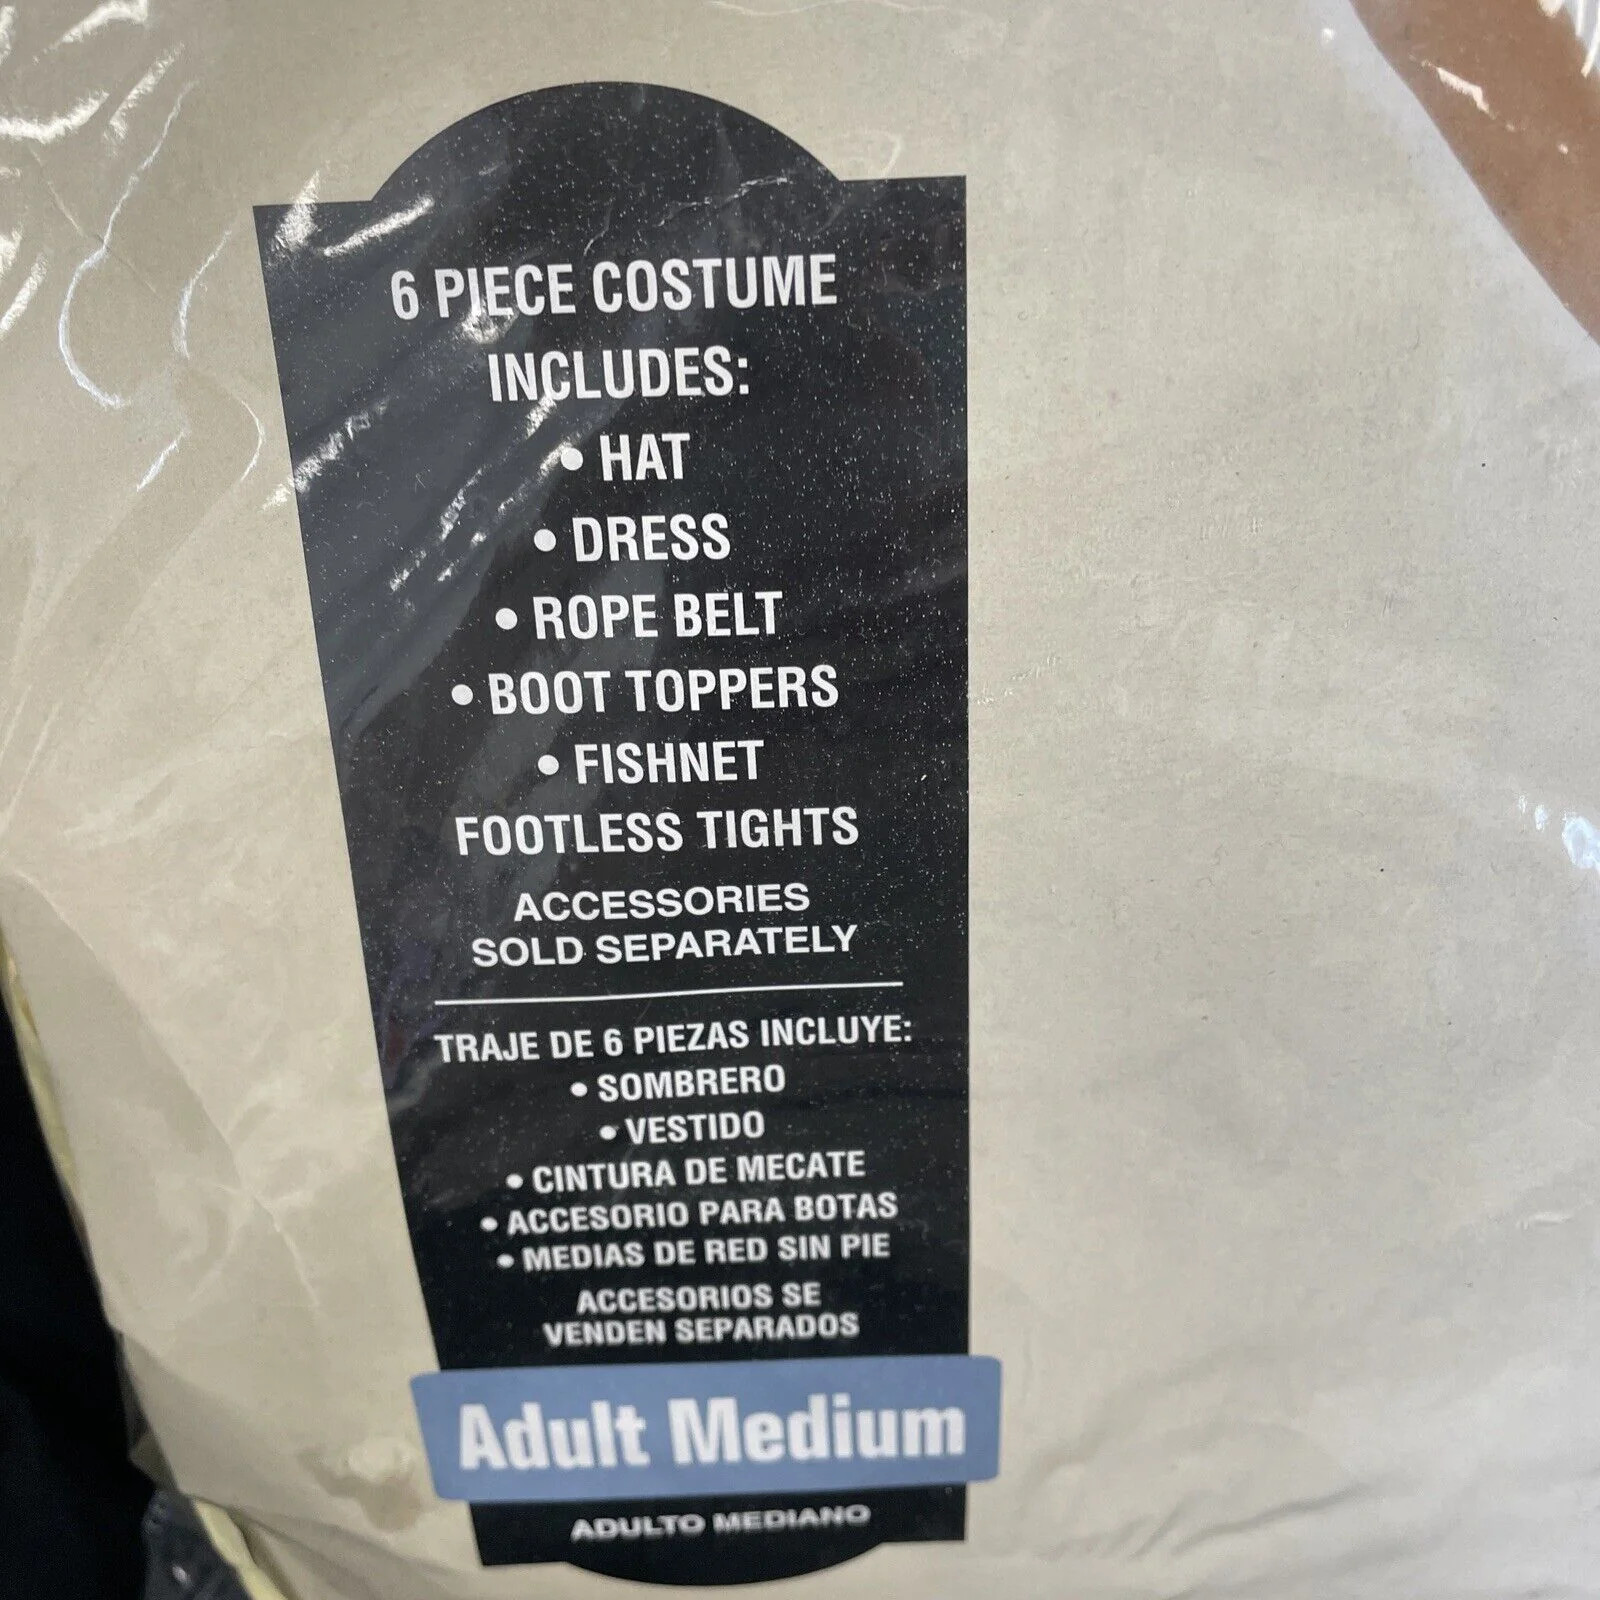 6 PIECE COSTUME
INCLUDES:
• HAT
• DRESS
• ROPE BELT
• BOOT TOPPERS
• FISHNET
FOOTLESS TIGHTS
ACCESSORIES
SOLD SEPARATELY
TRAJE DE 6 PIEZAS INCLUYE:
• SOMBRERO
• VESTIDO
• CINTURA DE MECATE
• ACCESORIO PARA BOTAS
• MEDIAS DE RED SIN PIE
ACCESORIOS SE
VENDEN SEPARADOS
Adult Medium
ADULTO MEDIANO